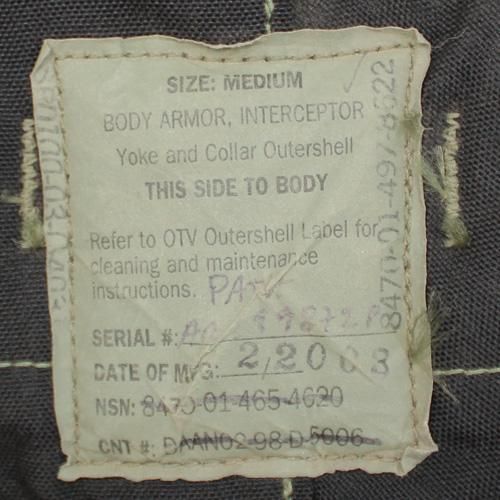 SIZE: MEDIUM
BODY ARMOR, INTERCEPTOR
Yoke and Collar Outershell
THIS SIDE TO BODY
Refer to OTV Outershell Label for
cleaning and maintenance
instructions.
SERIAL #:
DATE OF MFG: 2/2003
NSN: 8470-01-465-4620
CNT #: DAAN02-98-D-5006
8470-01-497-8622